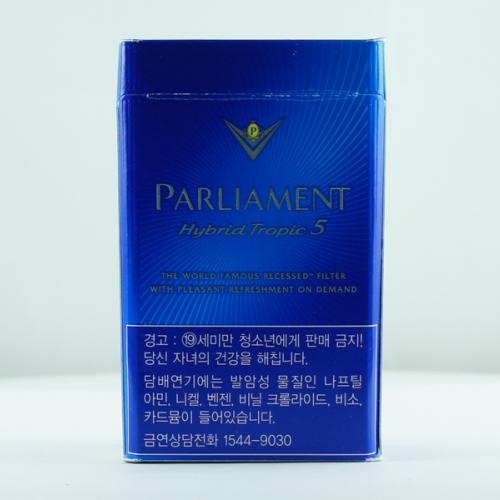 P
PARLIAMENT
Hybrid Tropic 5
THE WORLD FAMOUS RECESSED™ FILTER
WITH PLEASANT REFRESHMENT ON DEMAND
경고 : ⑲세미만 청소년에게 판매 금지!
당신 자녀의 건강을 해칩니다.
담배연기에는 발암성 물질인 나프틸
아민, 니켈, 벤젠, 비닐 크롤라이드, 비소,
카드뮴이 들어있습니다.
금연상담전화 1544-9030